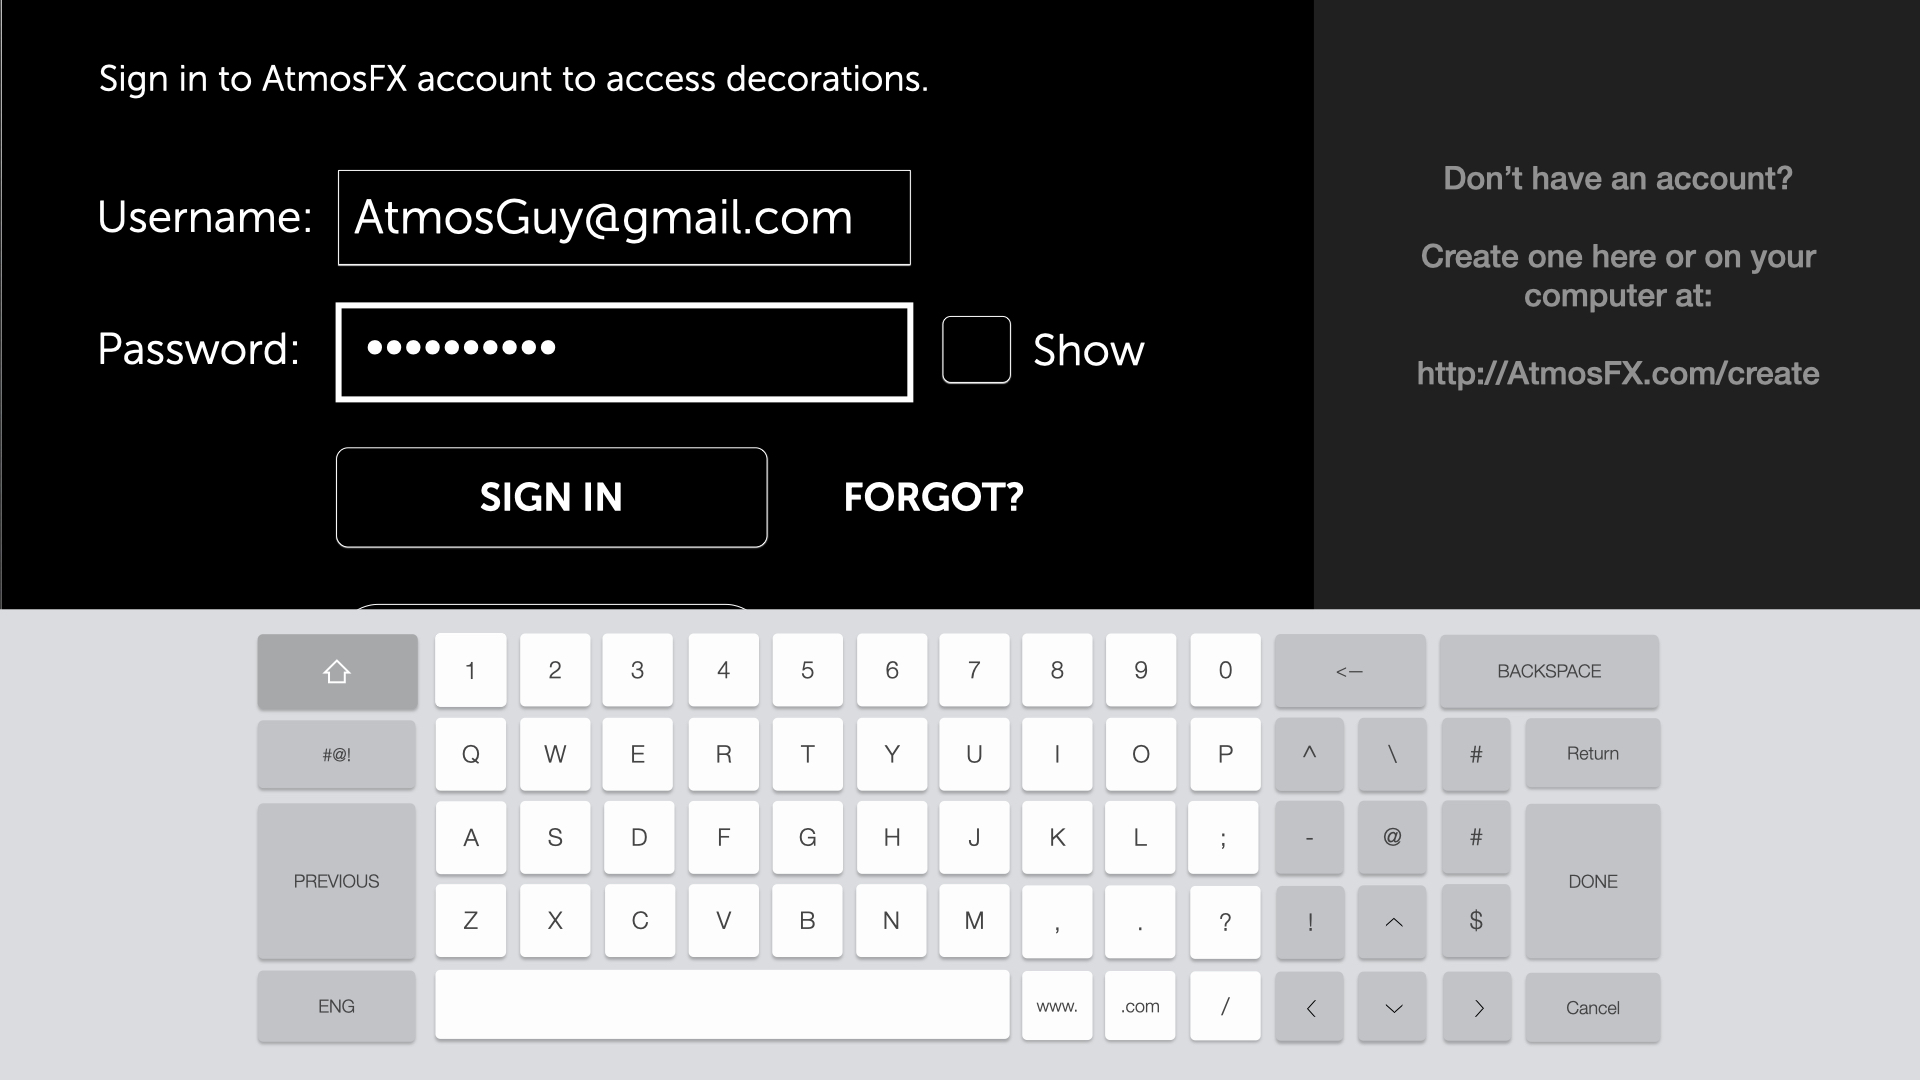 Sign in to AtmosFX account to access decorations.
Username: AtmosGuy@gmail.com
Password: •••••••••• Show
SIGN IN FORGOT?
Don’t have an account?
Create one here or on your
computer at:
http://AtmosFX.com/create
1 2 3 4 5 6 7 8 9 0 <— BACKSPACE
#@! Q W E R T Y U I O P ^ \ # Return
A S D F G H J K L ; - @ #
PREVIOUS DONE
Z X C V B N M , . ? ! ^ $
ENG www. .com / < > Cancel